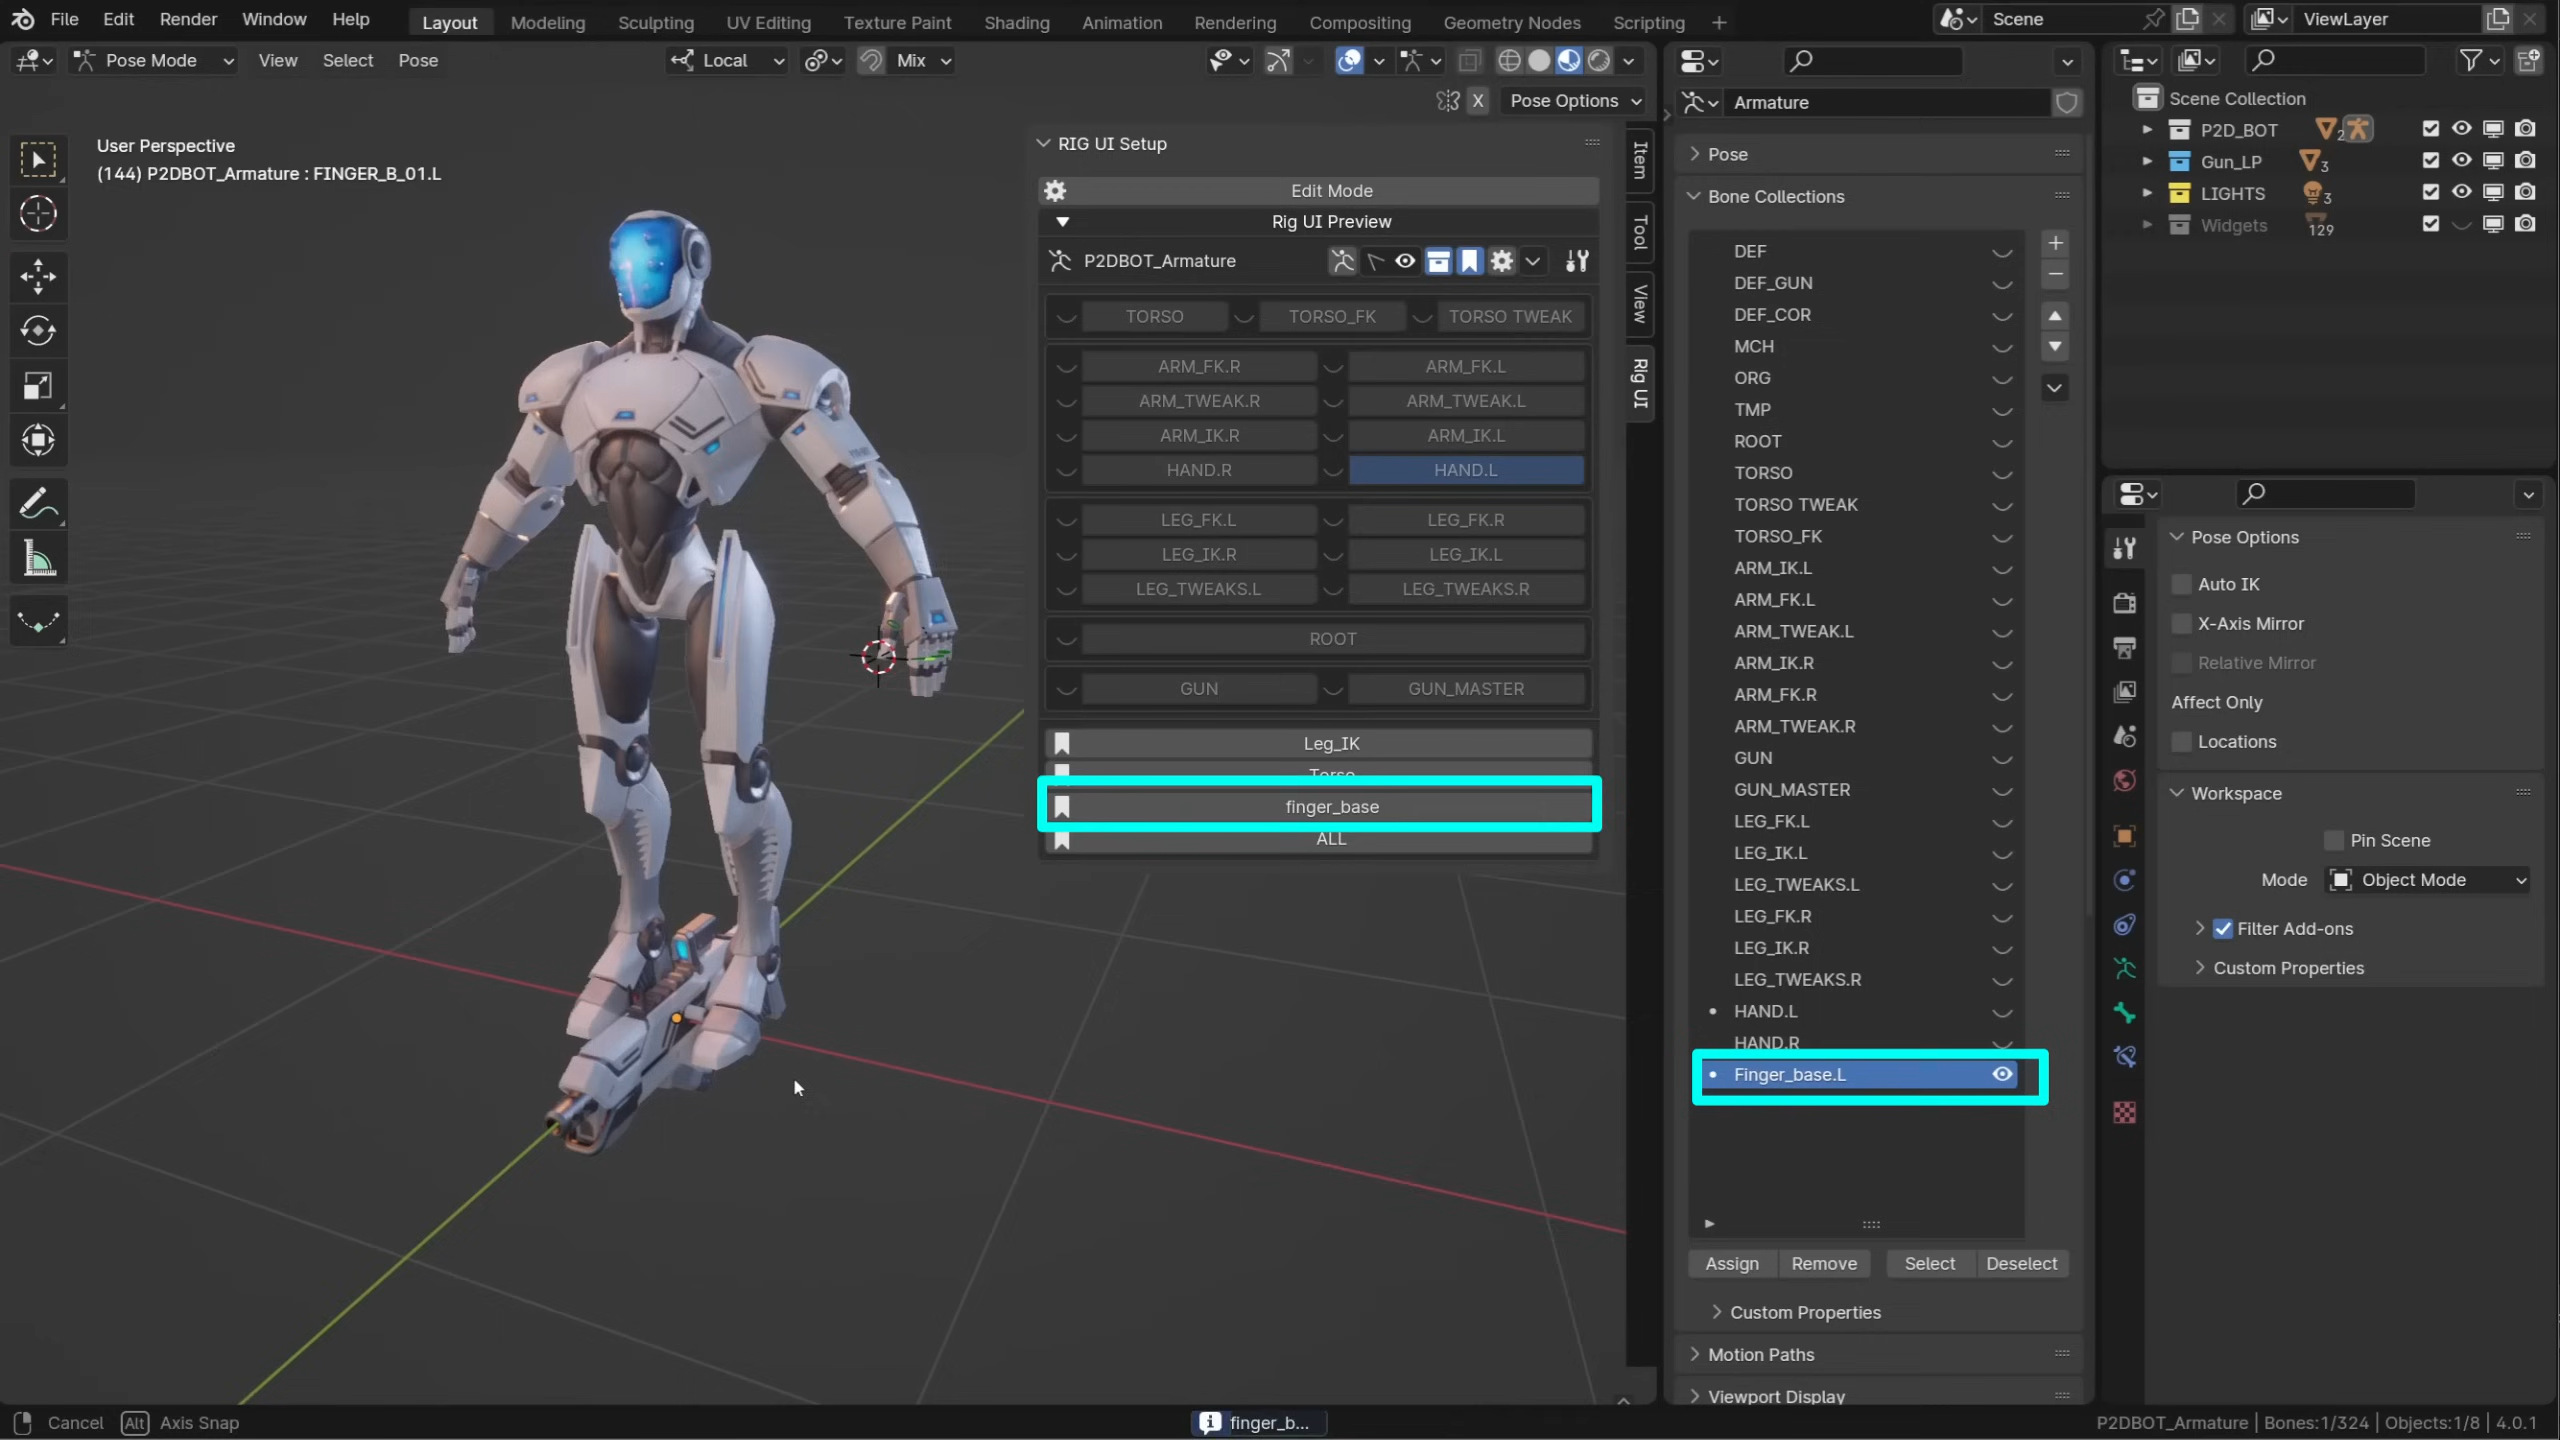 File Edit Render Window Help Layout Modeling Sculpting UV Editing Texture Paint Shading Animation Rendering Compositing Geometry Nodes Scripting + Scene ViewLayer
Pose Mode View Select Pose Local Mix
X Pose Options
User Perspective
(144) P2DBOT_Armature : FINGER_B_01.L
RIG UI Setup
Edit Mode
Rig UI Preview
P2DBOT_Armature
TORSO TORSO_FK TORSO TWEAK
ARM_FK.R ARM_FK.L
ARM_TWEAK.R ARM_TWEAK.L
ARM_IK.R ARM_IK.L
HAND.R HAND.L
LEG_FK.L LEG_FK.R
LEG_IK.R LEG_IK.L
LEG_TWEAKS.L LEG_TWEAKS.R
ROOT
GUN GUN_MASTER
Leg_IK
Torso
finger_base
ALL
Item
Tool
View
Rig UI
Armature
Pose
Bone Collections
DEF
DEF_GUN
DEF_COR
MCH
ORG
TMP
ROOT
TORSO
TORSO TWEAK
TORSO_FK
ARM_IK.L
ARM_FK.L
ARM_TWEAK.L
ARM_IK.R
ARM_FK.R
ARM_TWEAK.R
GUN
GUN_MASTER
LEG_FK.L
LEG_IK.L
LEG_TWEAKS.L
LEG_FK.R
LEG_IK.R
LEG_TWEAKS.R
HAND.L
HAND.R
Finger_base.L
Assign Remove Select Deselect
Custom Properties
Motion Paths
Viewport Display
Scene Collection
P2D_BOT 2
Gun_LP 3
LIGHTS 3
Widgets 129
Pose Options
Auto IK
X-Axis Mirror
Relative Mirror
Affect Only
Locations
Workspace
Pin Scene
Mode Object Mode
Filter Add-ons
Custom Properties
Cancel Alt Axis Snap finger_b... P2DBOT_Armature | Bones:1/324 | Objects:1/8 | 4.0.1